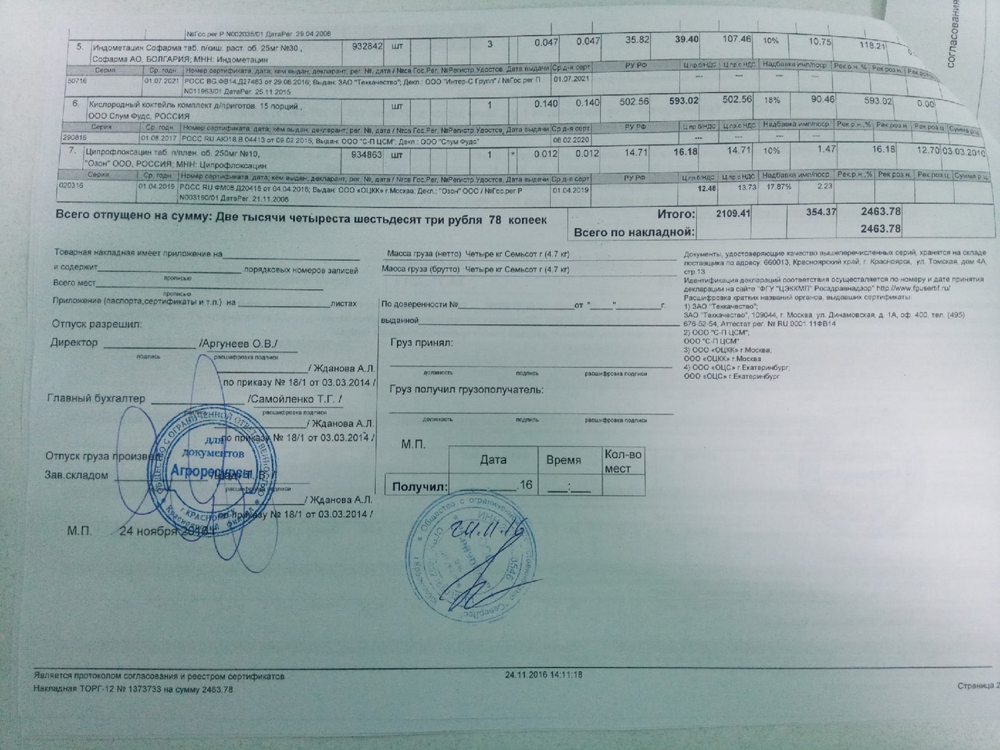 №Гос.рег Р N002035/01 ДатаРег. 29.04.2006
5. Индометацин Софарма таб. п/киш. раст. об. 25мг №30., 932842 шт 3 0.047 0.047 35.82 39.40 107.46 10% 10.75 118.21
Софарма АО, БОЛГАРИЯ; МНН: Индометацин
Серия Ср. годн. Номер сертификата, дата; кем выдан; декларант, рег. №, дата / №св Гос.Рег. №Регистр.Удостов. Дата выдачи Ср.д-я серт РУ РФ Ц.пр б/НДС Ц.пр.с НДС Надбавка имп/поср. Рек.р.н.,% Рек.роз.н.
50716 01.07.2021 РОСС BG.ФВ14.Д27483 от 29.08.2016; Выдан: ЗАО "Техкачество"; Декл.: ООО "Интер-С Групп" / №Гос.рег П 01.07.2021 --- --- ---
N011963/01 ДатаРег. 25.11.2015
6. Кислородный коктейль комплект д/приготов. 15 порций., шт 1 0.140 0.140 502.56 593.02 502.56 18% 90.46 593.02 0.00
ООО Спум Фудс, РОССИЯ
Серия Ср. годн. Номер сертификата, дата; кем выдан; декларант, рег. №, дата / №св Гос.Рег. №Регистр.Удостов. Дата выдачи Ср.д-я серт РУ РФ Ц.пр б/НДС Ц.пр.с НДС Надбавка имп/поср. Рек.р.н.,% Рек.роз.н. Рек.роз.ц. Сумма р.ц.
290816 01.08.2017 РОСС RU.АЮ18.В.04413 от 09.02.2015; Выдан: ООО "С-П ЦСМ"; Декл.: ООО "Спум Фудс" 08.02.2020 --- --- ---
7. Ципрофлоксацин таб. п/плен. об. 250мг №10, 934863 шт 1 * 0.012 0.012 14.71 16.18 14.71 10% 1.47 16.18 12.70 03.03.2010
"Озон" ООО, РОССИЯ; МНН: Ципрофлоксацин
Серия Ср. годн. Номер сертификата, дата; кем выдан; декларант, рег. №, дата / №св Гос.Рег. №Регистр.Удостов. Дата выдачи Ср.д-я серт РУ РФ Ц.пр б/НДС Ц.пр.с НДС Надбавка имп/поср. Рек.р.н.,% Рек.роз.н. Рек.роз.ц. Сумма р.ц.
020316 01.04.2019 РОСС RU.ФМ08.Д20418 от 04.04.2016; Выдан: ООО «ОЦКК» г.Москва; Декл.: "Озон" ООО / №Гос.рег Р 01.04.2019 12.48 13.73 17.87% 2.23
N003190/01 ДатаРег. 21.11.2008
Всего отпущено на сумму: Две тысячи четыреста шестьдесят три рубля 78 копеек Итого: 2109.41 354.37 2463.78
Всего по накладной: 2463.78
Товарная накладная имеет приложение на
и содержит порядковых номеров записей
прописью
Всего мест
прописью
Приложение (паспорта,сертификаты и т.п.) на листах
Отпуск разрешил:
Директор /Аргунеев О.В./
подпись расшифровка подписи
/ Жданова А.Л.
по приказу № 18/1 от 03.03.2014 /
Главный бухгалтер /Самойленко Т.Г. /
подпись расшифровка подписи
/ Жданова А.Л.
по приказу № 18/1 от 03.03.2014 /
Отпуск груза произвел
Зав.складом
расшифровка подписи
/ Жданова А.Л.
по приказу № 18/1 от 03.03.2014 /
М.П. 24 ноября 2016 г.
ОБЩЕСТВО С ОГРАНИЧЕННОЙ ОТВЕТСТВЕННОСТЬЮ
для
документов
Агроресурсы
г.КРАСНОЯРСК
Красноярский филиал
Масса груза (нетто) Четыре кг Семьсот г (4.7 кг)
Масса груза (брутто) Четыре кг Семьсот г (4.7 кг)
По доверенности № от " " г.
выданной
Груз принял:
должность подпись расшифровка подписи
Груз получил грузополучатель:
должность подпись расшифровка подписи
М.П.
Дата Время Кол-во мест
Получил: .16 :
24.11.16
Документы, удостоверяющие качество вышеперечисленных серий, хранятся на складе
поставщика по адресу: 660013, Красноярский край, г. Красноярск, ул. Томская, дом 4А,
стр.13
Идентификация деклараций соответствия осуществляется по номеру и дате принятия
декларации на сайте "ФГУ "ЦЭККМП" Росздравнадзор" http://www.fgusertif.ru/
Расшифровка кратких названий органов, выдавших сертификаты:
1) ЗАО "Техкачество";
ЗАО "Техкачество", 109044, г. Москва, ул. Динамовская, д. 1А, оф. 400, тел. (495)
676-52-54, Аттестат рег. № RU.0001.11ФВ14
2) ООО "С-П ЦСМ";
ООО "С-П ЦСМ"
3) ООО «ОЦКК» г.Москва;
ООО «ОЦКК» г.Москва
4) ООО «ОЦС» г.Екатеринбург;
ООО «ОЦС» г.Екатеринбург
согласования
Является протоколом согласования и реестром сертификатов 24.11.2016 14:11:18
Накладная ТОРГ-12 № 1373733 на сумму 2463.78 Страница 2